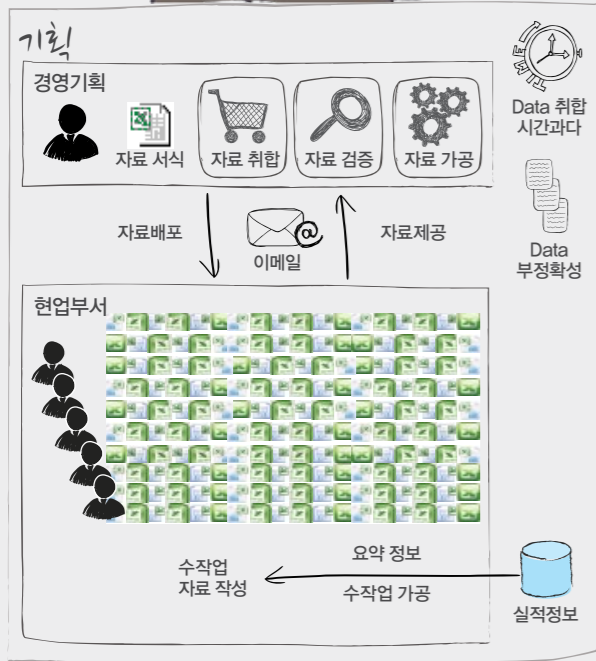 기획
경영기획
자료 서식
자료 취합
자료 검증
자료 가공
TIME
Data 취합
시간과다
자료배포
@
이메일
자료제공
Data
부정확성
현업부서
수작업
자료 작성
요약 정보
수작업 가공
실적정보